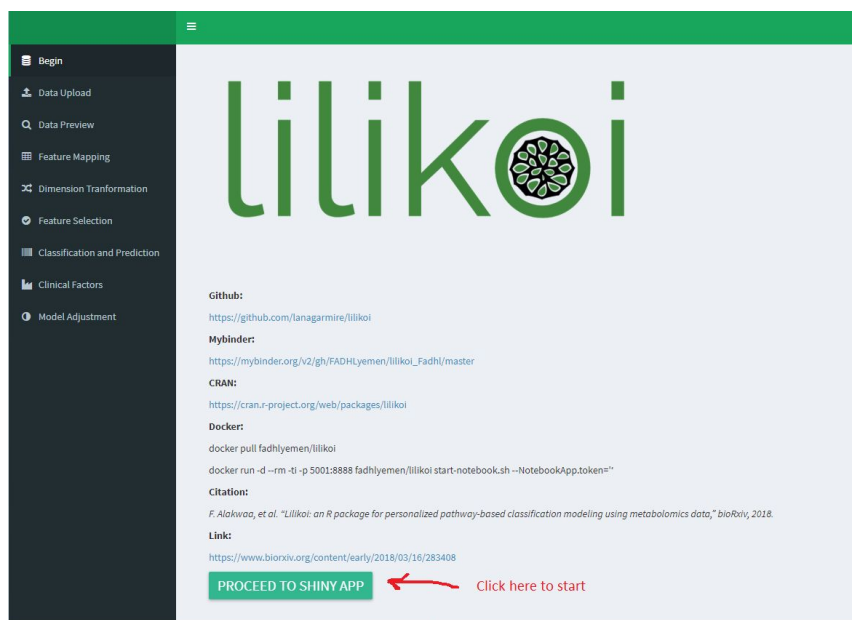 Begin
Data Upload
Data Preview
Feature Mapping
Dimension Tranformation
Feature Selection
Classification and Prediction
Clinical Factors
Model Adjustment
lilikoi
Github:
https://github.com/lanagarmire/lilikoi
Mybinder:
https://mybinder.org/v2/gh/FADHLyemen/lilikoi_Fadhl/master
CRAN:
https://cran.r-project.org/web/packages/lilikoi
Docker:
docker pull fadhlyemen/lilikoi
docker run -d --rm -ti -p 5001:8888 fadhlyemen/lilikoi start-notebook.sh --NotebookApp.token=''
Citation:
F. Alakwaa, et al. "Lilikoi: an R package for personalized pathway-based classification modeling using metabolomics data," bioRxiv, 2018.
Link:
https://www.biorxiv.org/content/early/2018/03/16/283408
PROCEED TO SHINY APP
Click here to start